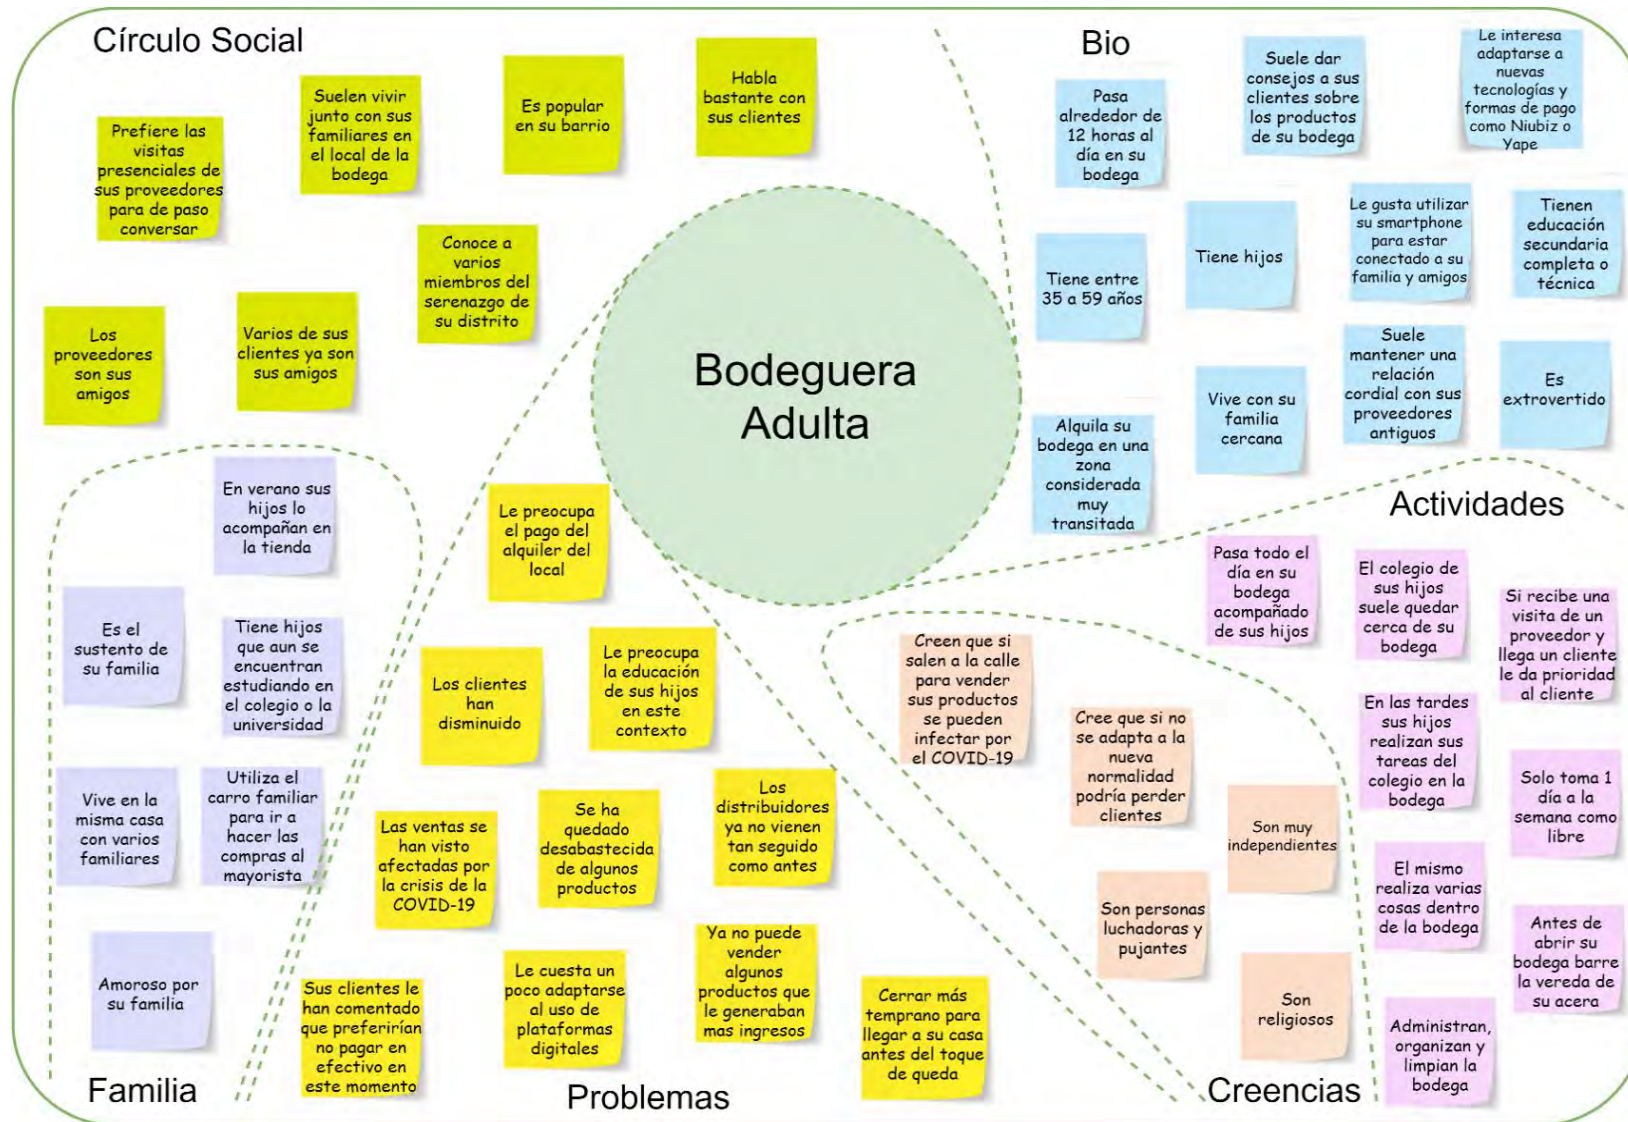 Círculo Social
Prefiere las
visitas
presenciales de
sus proveedores
para de paso
conversar
Suelen vivir
junto con sus
familiares en
el local de la
bodega
Es popular
en su barrio
Habla
bastante con
sus clientes
Conoce a
varios
miembros del
serenazgo de
su distrito
Los
proveedores
son sus
amigos
Varios de sus
clientes ya son
sus amigos
Bodeguera
Adulta
Bio
Pasa
alrededor de
12 horas al
día en su
bodega
Suele dar
consejos a sus
clientes sobre
los productos
de su bodega
Le interesa
adaptarse a
nuevas
tecnologías y
formas de pago
como Niubiz o
Yape
Tiene entre
35 a 59 años
Tiene hijos
Le gusta utilizar
su smartphone
para estar
conectado a su
familia y amigos
Tienen
educación
secundaria
completa o
técnica
Alquila su
bodega en una
zona
considerada
muy
transitada
Vive con su
familia
cercana
Suele
mantener una
relación
cordial con sus
proveedores
antiguos
Es
extrovertido
En verano sus
hijos lo
acompañan en
la tienda
Es el
sustento de
su familia
Tiene hijos
que aun se
encuentran
estudiando en
el colegio o la
universidad
Vive en la
misma casa
con varios
familiares
Utiliza el
carro familiar
para ir a
hacer las
compras al
mayorista
Amoroso por
su familia
Familia
Le preocupa
el pago del
alquiler del
local
Los clientes
han
disminuido
Le preocupa
la educación
de sus hijos
en este
contexto
Las ventas se
han visto
afectadas por
la crisis de la
COVID-19
Se ha
quedado
desabastecida
de algunos
productos
Los
distribuidores
ya no vienen
tan seguido
como antes
Sus clientes le
han comentado
que preferirían
no pagar en
efectivo en
este momento
Le cuesta un
poco adaptarse
al uso de
plataformas
digitales
Ya no puede
vender
algunos
productos que
le generaban
mas ingresos
Cerrar más
temprano para
llegar a su casa
antes del toque
de queda
Problemas
Creen que si
salen a la calle
para vender
sus productos
se pueden
infectar por
el COVID-19
Cree que si no
se adapta a la
nueva
normalidad
podría perder
clientes
Son muy
independientes
Son personas
luchadoras y
pujantes
Son
religiosos
Creencias
Actividades
Pasa todo el
día en su
bodega
acompañado
de sus hijos
El colegio de
sus hijos
suele quedar
cerca de su
bodega
Si recibe una
visita de un
proveedor y
llega un cliente
le da prioridad
al cliente
En las tardes
sus hijos
realizan sus
tareas del
colegio en la
bodega
Solo toma 1
día a la
semana como
libre
El mismo
realiza varias
cosas dentro
de la bodega
Antes de
abrir su
bodega barre
la vereda de
su acera
Administran,
organizan y
limpian la
bodega